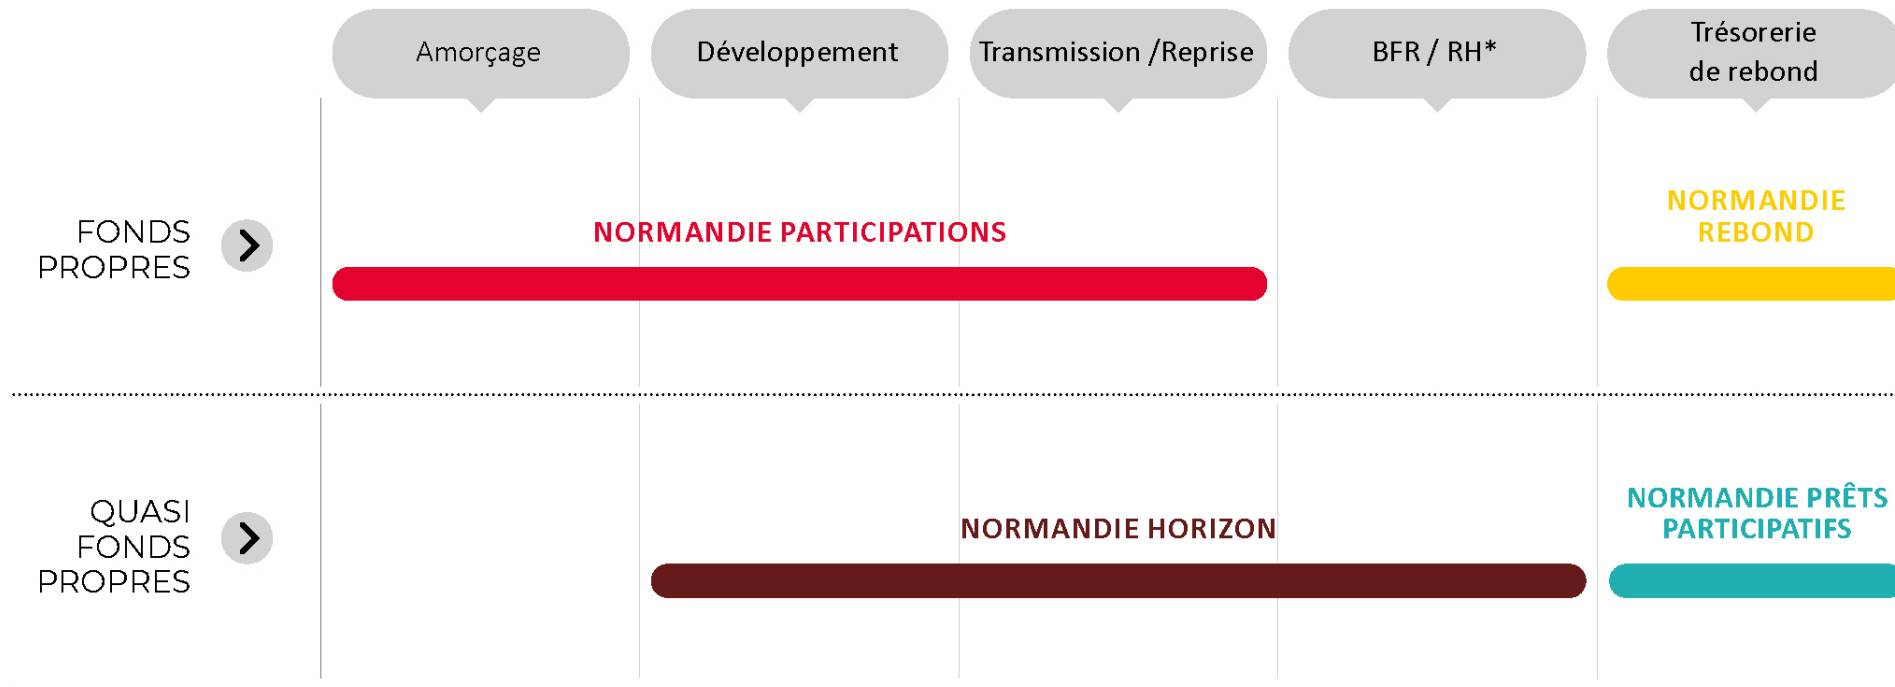 Amorçage
Développement
Transmission /Reprise
BFR / RH*
Trésorerie
de rebond
FONDS
PROPRES
NORMANDIE PARTICIPATIONS
NORMANDIE
REBOND
QUASI
FONDS
PROPRES
NORMANDIE HORIZON
NORMANDIE PRÊTS
PARTICIPATIFS